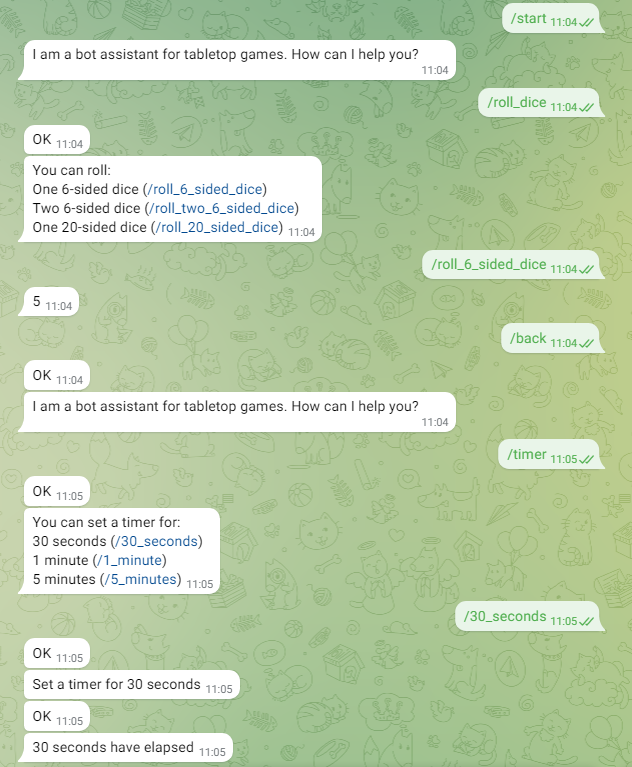 /start 11:04
I am a bot assistant for tabletop games. How can I help you?
11:04
/roll_dice 11:04
OK 11:04
You can roll:
One 6-sided dice (/roll_6_sided_dice)
Two 6-sided dice (/roll_two_6_sided_dice)
One 20-sided dice (/roll_20_sided_dice) 11:04
/roll_6_sided_dice 11:04
5 11:04
/back 11:04
OK 11:04
I am a bot assistant for tabletop games. How can I help you?
11:04
/timer 11:05
OK 11:05
You can set a timer for:
30 seconds (/30_seconds)
1 minute (/1_minute)
5 minutes (/5_minutes) 11:05
/30_seconds 11:05
OK 11:05
Set a timer for 30 seconds 11:05
OK 11:05
30 seconds have elapsed 11:05